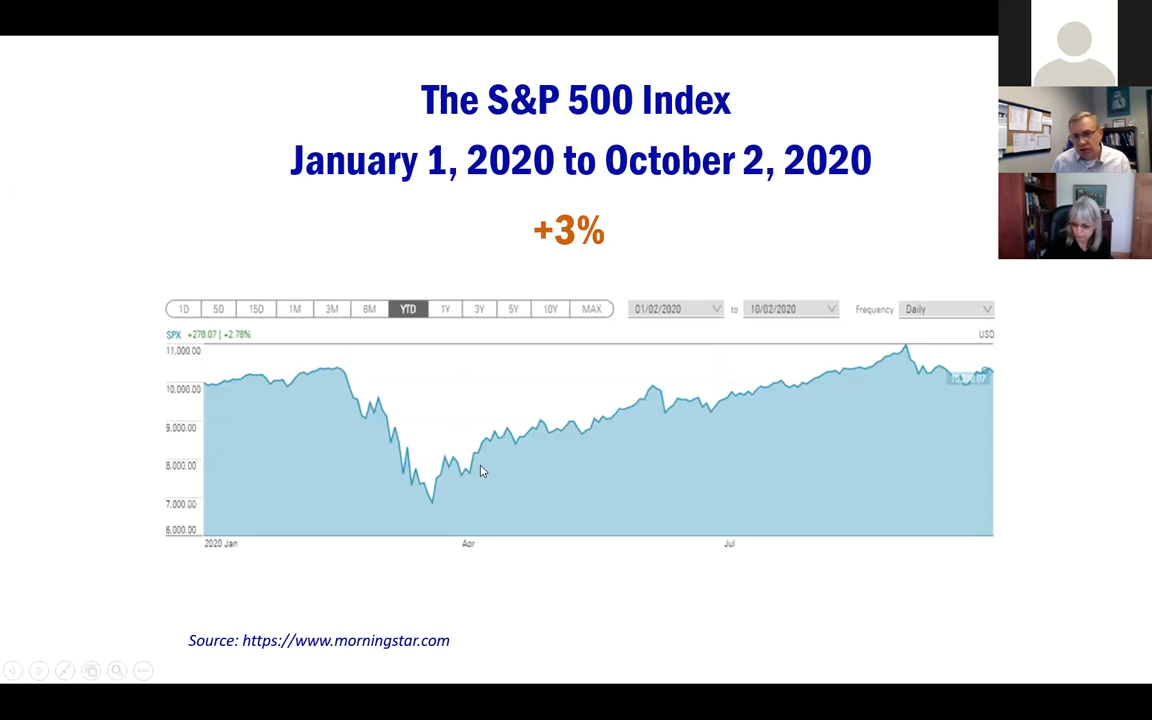 The S&P 500 Index
January 1, 2020 to October 2, 2020
+3%
1D 5D 15D 1M 3M 6M YTD 1Y 3Y 5Y 10Y MAX 01/02/2020 to 10/02/2020 Frequency Daily
SPX +278.07 | +2.78% USD
11,000.00
10,000.00
9,000.00
8,000.00
7,000.00
6,000.00
2020 Jan Apr Jul
Source: https://www.morningstar.com